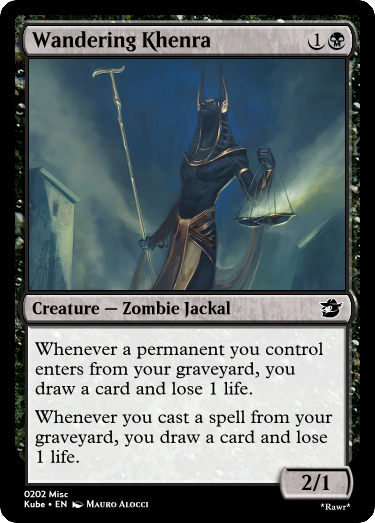 Wandering Khenra
1
Creature — Zombie Jackal
Whenever a permanent you control
enters from your graveyard, you
draw a card and lose 1 life.
Whenever you cast a spell from your
graveyard, you draw a card and lose
1 life.
2/1
0202 Misc
Kube • EN Mauro Alocci
*Rawr*